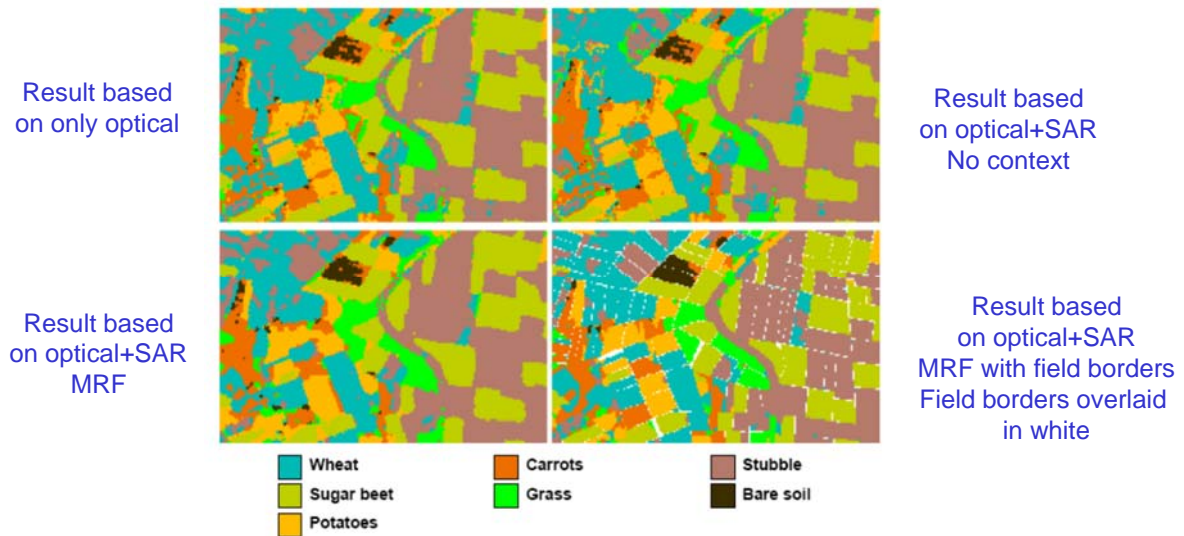 Result based
on only optical
Result based
on optical+SAR
No context
Result based
on optical+SAR
MRF
Result based
on optical+SAR
MRF with field borders
Field borders overlaid
in white
Wheat
Carrots
Stubble
Sugar beet
Grass
Bare soil
Potatoes